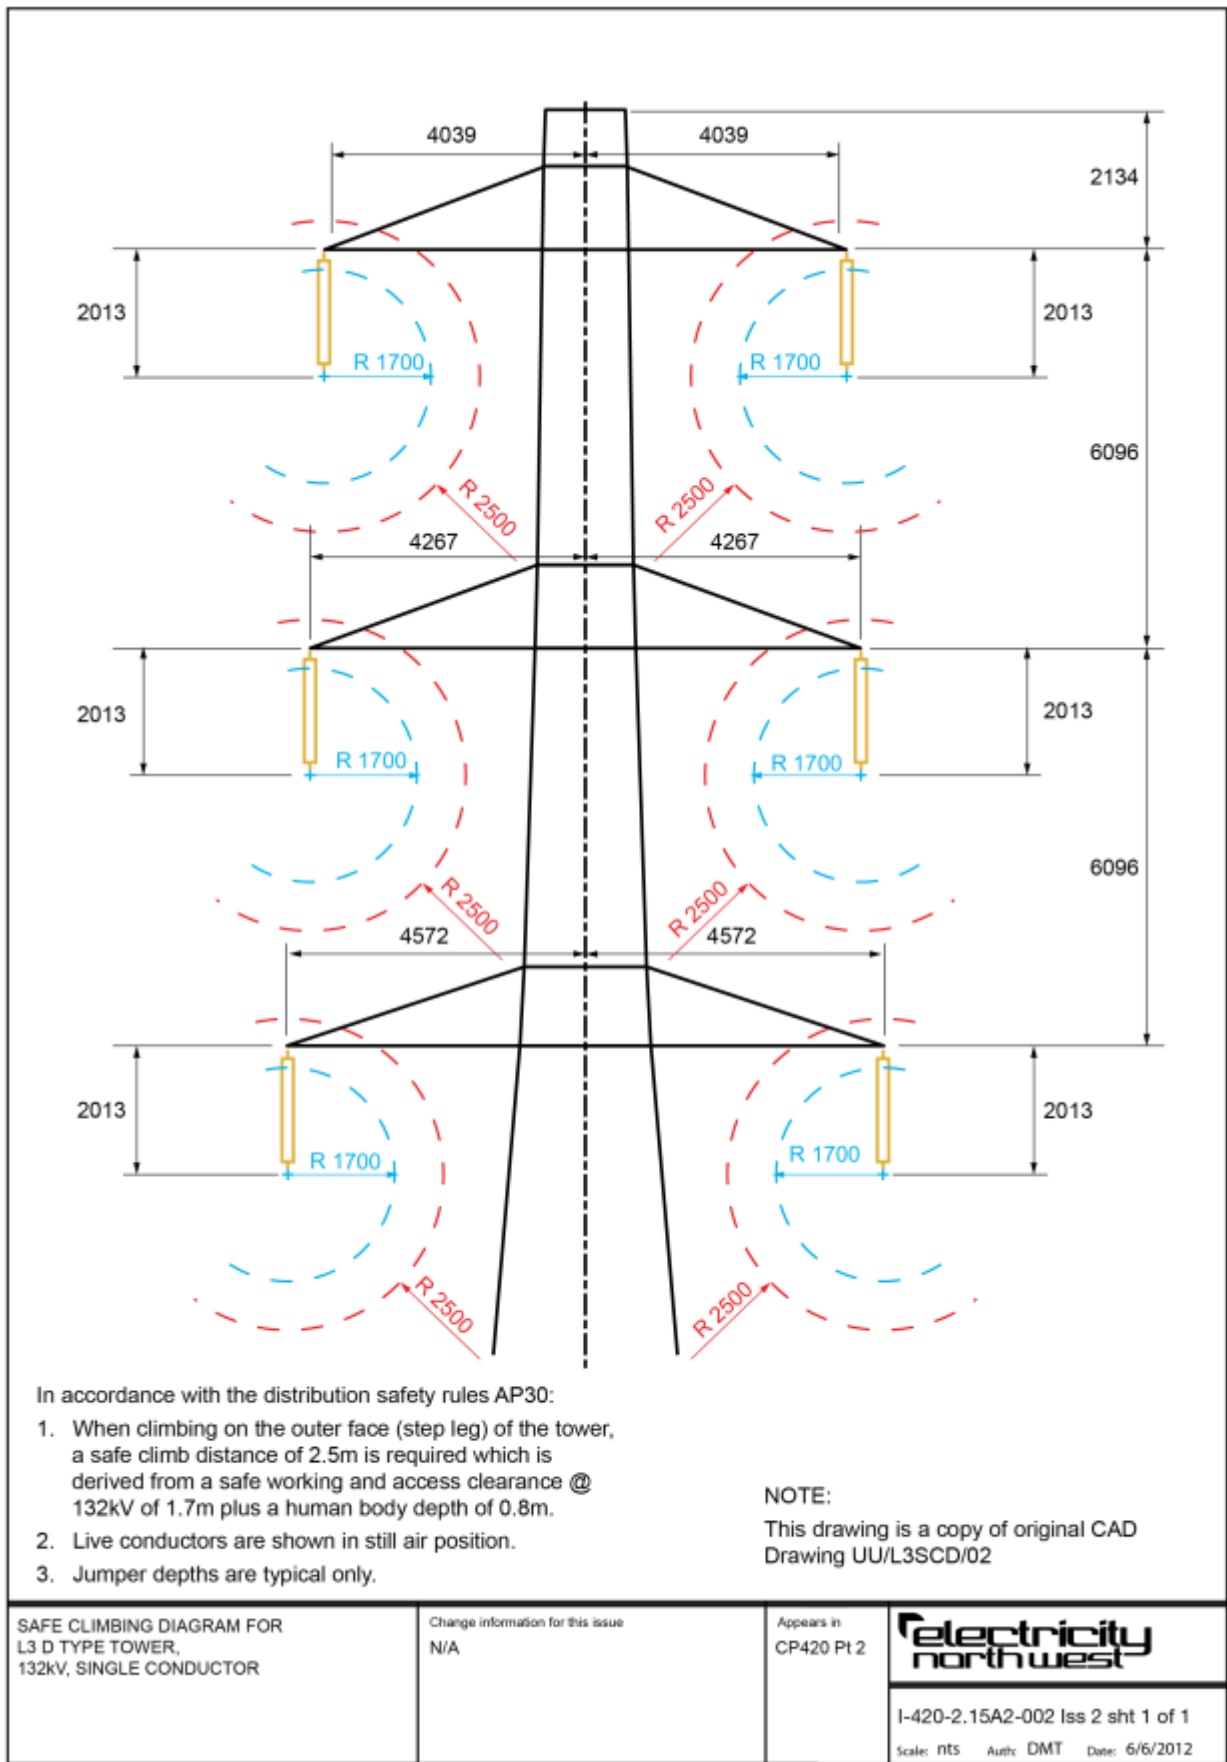 4039 4039
2134
2013 2013
R 1700 R 1700
6096
R 2500 R 2500
4267 4267
2013 2013
R 1700 R 1700
6096
R 2500 R 2500
4572 4572
2013 2013
R 1700 R 1700
R 2500 R 2500
In accordance with the distribution safety rules AP30:
1. When climbing on the outer face (step leg) of the tower,
a safe climb distance of 2.5m is required which is
derived from a safe working and access clearance @
132kV of 1.7m plus a human body depth of 0.8m.
2. Live conductors are shown in still air position.
3. Jumper depths are typical only.
NOTE:
This drawing is a copy of original CAD
Drawing UU/L3SCD/02
SAFE CLIMBING DIAGRAM FOR
L3 D TYPE TOWER,
132kV, SINGLE CONDUCTOR
Change information for this issue
N/A
Appears in
CP420 Pt 2
electricity
north west
I-420-2.15A2-002 Iss 2 sht 1 of 1
Scale: nts Auth: DMT Date: 6/6/2012